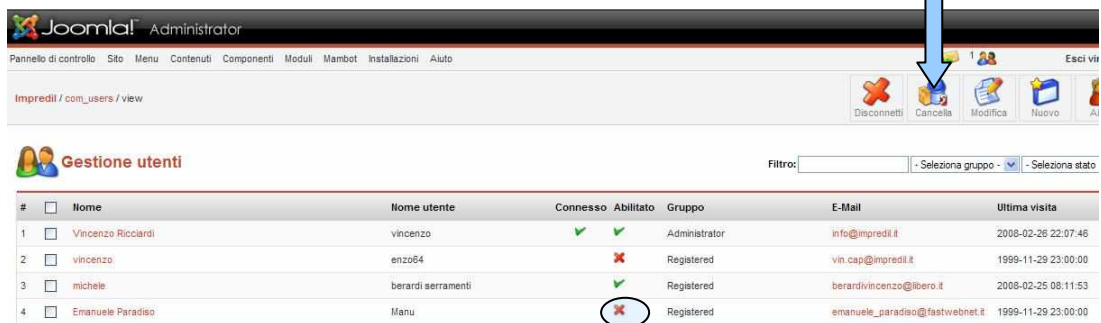 Joomla! Administrator
Pannello di controllo Sito Menu Contenuti Componenti Moduli Mambot Installazioni Aiuto 1 Esci
Impredil / com_users / view
Disconnetti Cancella Modifica Nuovo
Gestione utenti Filtro: - Seleziona gruppo - - Seleziona stato
# Nome Nome utente Connesso Abilitato Gruppo E-Mail Ultima visita
1 Vincenzo Ricciardi vincenzo Administrator info@impredil.it 2008-02-26 22:07:46
2 vincenzo enzo64 Registered vin.cap@impredil.it 1999-11-29 23:00:00
3 michele berardi serramenti Registered berardivincenzo@libero.it 2008-02-25 08:11:53
4 Emanuele Paradiso Manu Registered emanuele_paradiso@fastwebnet.it 1999-11-29 23:00:00